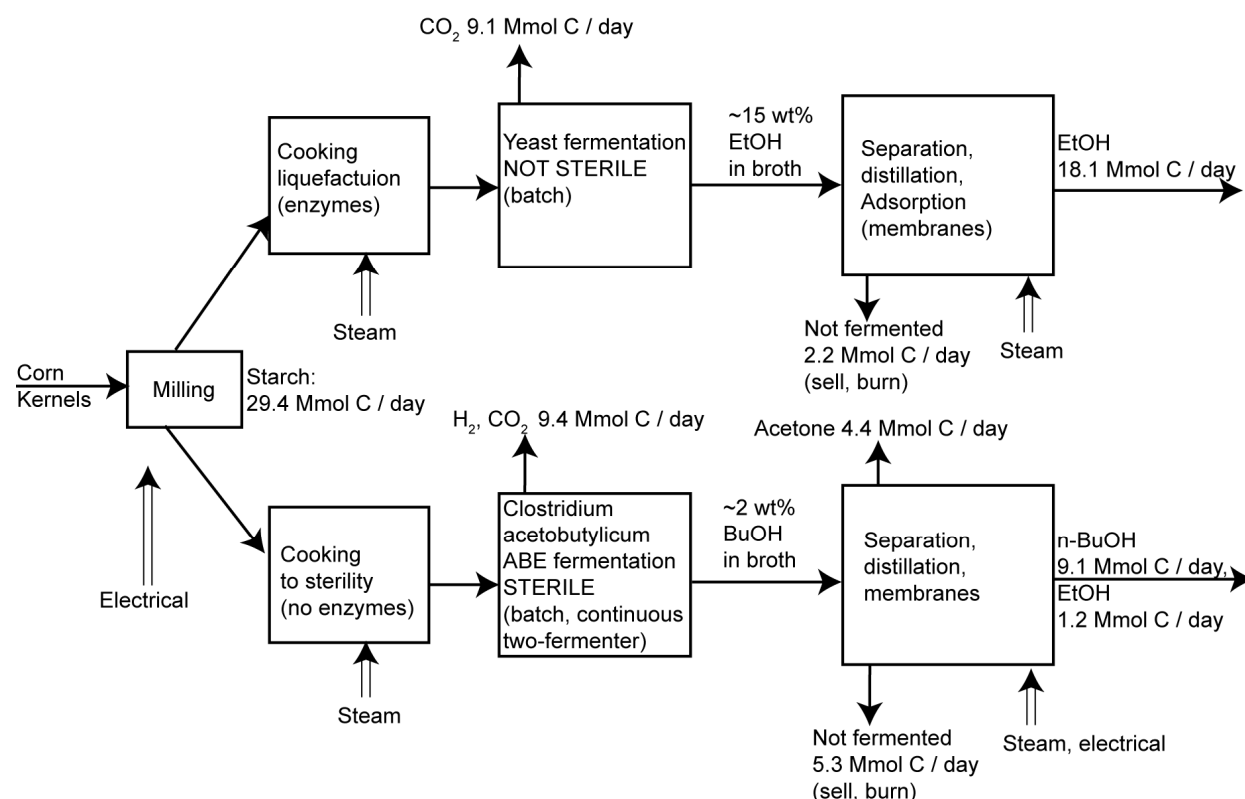 CO2 9.1 Mmol C / day
Cooking
liquefactuion
(enzymes)
Steam
Yeast fermentation
NOT STERILE
(batch)
~15 wt%
EtOH
in broth
Separation,
distillation,
Adsorption
(membranes)
EtOH
18.1 Mmol C / day
Not fermented
2.2 Mmol C / day
(sell, burn)
Steam
Corn
Kernels
Milling
Starch:
29.4 Mmol C / day
Electrical
H2, CO2 9.4 Mmol C / day
Cooking
to sterility
(no enzymes)
Steam
Clostridium
acetobutylicum
ABE fermentation
STERILE
(batch, continuous
two-fermenter)
~2 wt%
BuOH
in broth
Acetone 4.4 Mmol C / day
Separation,
distillation,
membranes
n-BuOH
9.1 Mmol C / day,
EtOH
1.2 Mmol C / day
Not fermented
5.3 Mmol C / day
(sell, burn)
Steam, electrical